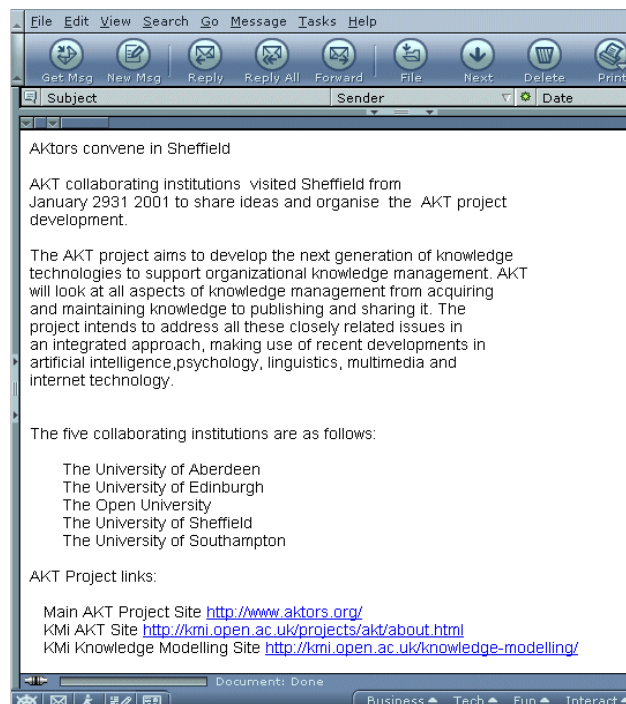 File Edit View Search Go Message Tasks Help
Get Msg New Msg Reply Reply All Forward File Next Delete Print
Subject Sender Date
AKtors convene in Sheffield
AKT collaborating institutions visited Sheffield from
January 2931 2001 to share ideas and organise the AKT project
development.
The AKT project aims to develop the next generation of knowledge
technologies to support organizational knowledge management. AKT
will look at all aspects of knowledge management from acquiring
and maintaining knowledge to publishing and sharing it. The
project intends to address all these closely related issues in
an integrated approach, making use of recent developments in
artificial intelligence,psychology, linguistics, multimedia and
internet technology.
The five collaborating institutions are as follows:
The University of Aberdeen
The University of Edinburgh
The Open University
The University of Sheffield
The University of Southampton
AKT Project links:
Main AKT Project Site http://www.aktors.org/
KMi AKT Site http://kmi.open.ac.uk/projects/akt/about.html
KMi Knowledge Modelling Site http://kmi.open.ac.uk/knowledge-modelling/
Document: Done
Business Tech Fun Interact